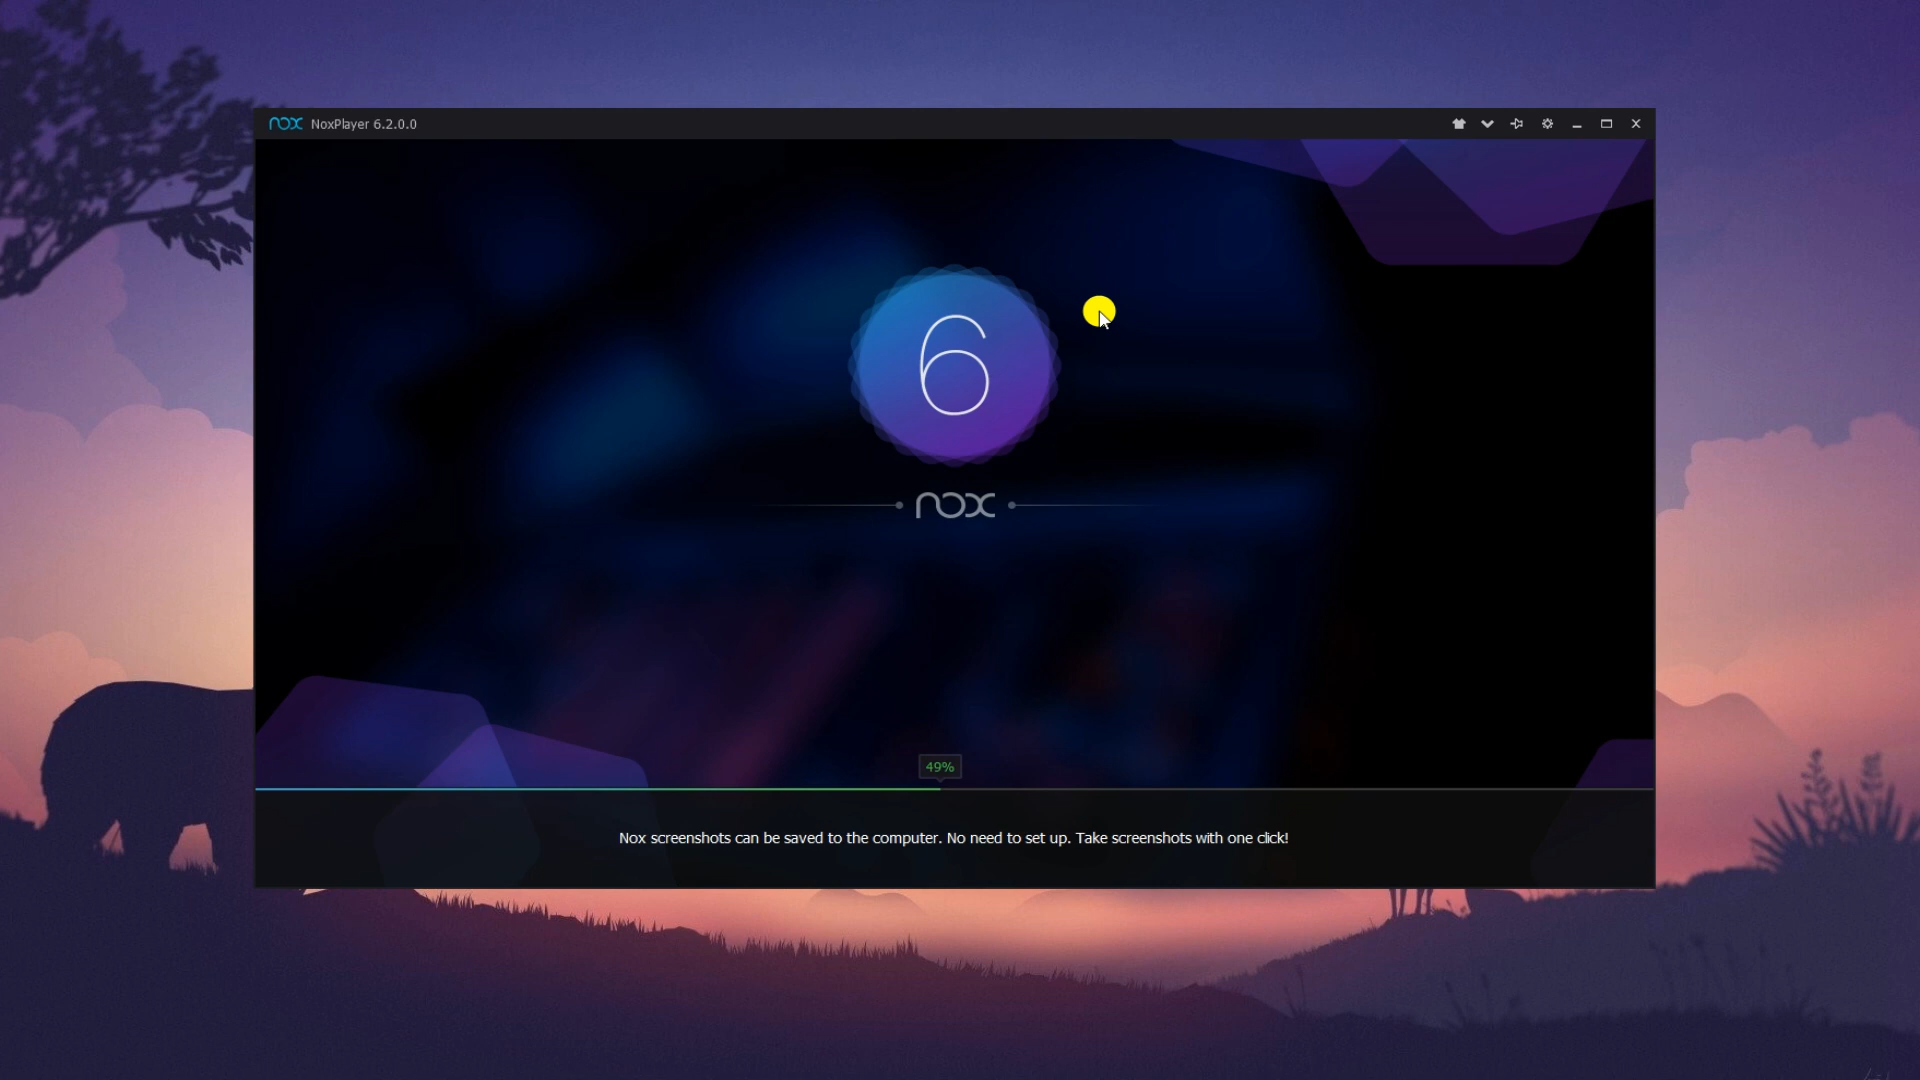 nox NoxPlayer 6.2.0.0
6
nox
49%
Nox screenshots can be saved to the computer. No need to set up. Take screenshots with one click!